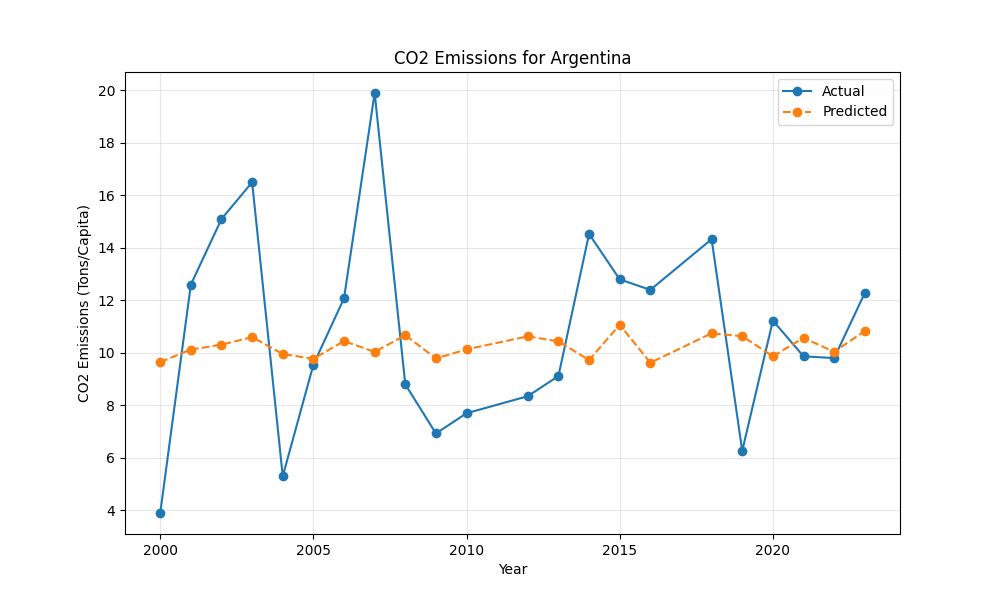 CO2 Emissions for Argentina
CO2 Emissions (Tons/Capita)
20
18
16
14
12
10
8
6
4
Actual
Predicted
2000
2005
2010
2015
2020
Year